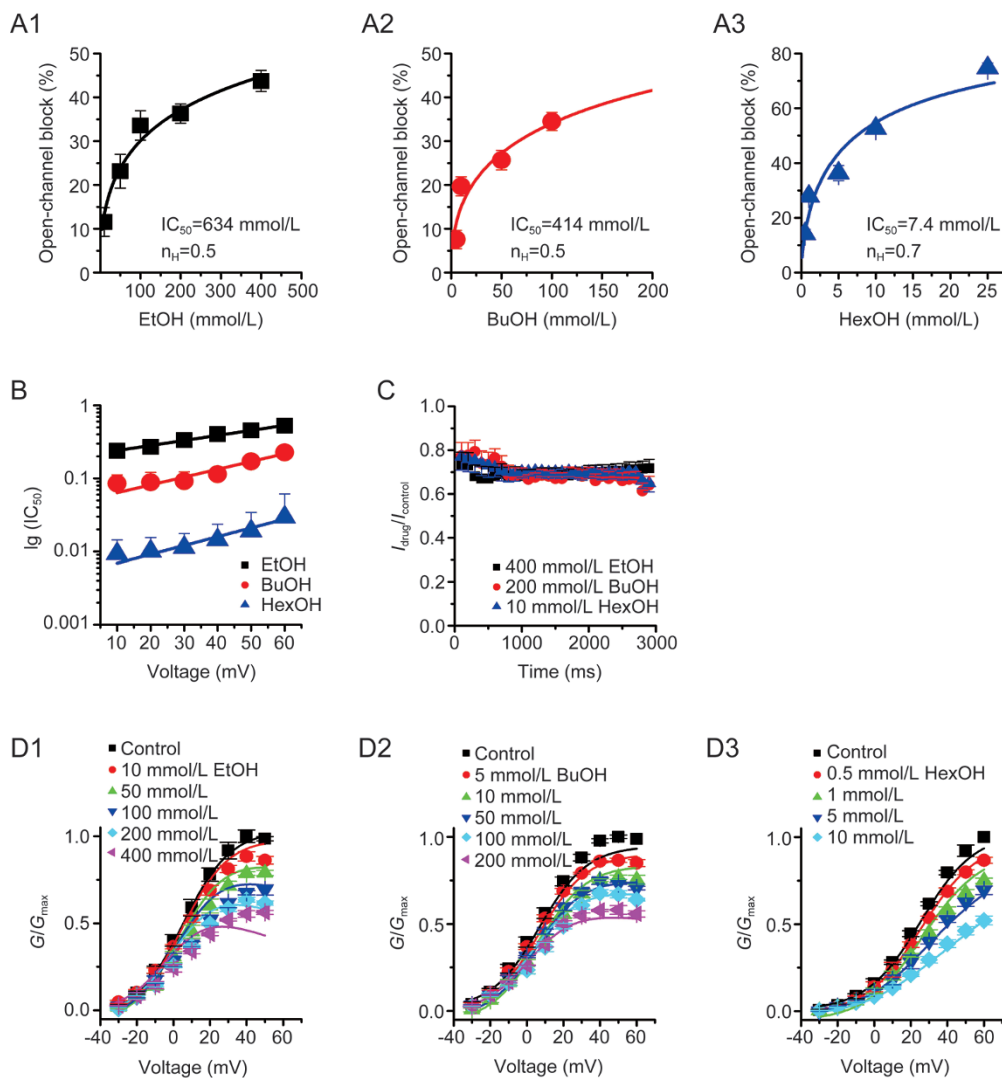 A1
A2
A3
Open-channel block (%)
50
40
30
20
10
0
IC50=634 mmol/L
nH=0.5
0 100 200 300 400 500
EtOH (mmol/L)
Open-channel block (%)
50
40
30
20
10
0
IC50=414 mmol/L
nH=0.5
0 50 100 150 200
BuOH (mmol/L)
Open-channel block (%)
80
60
40
20
0
IC50=7.4 mmol/L
nH=0.7
0 5 10 15 20 25
HexOH (mmol/L)
B
C
lg (IC50)
1
0.1
0.01
0.001
EtOH
BuOH
HexOH
10 20 30 40 50 60
Voltage (mV)
Idrug/Icontrol
1.0
0.8
0.6
0.4
0.2
0.0
400 mmol/L EtOH
200 mmol/L BuOH
10 mmol/L HexOH
0 1000 2000 3000
Time (ms)
D1
D2
D3
Control
10 mmol/L EtOH
50 mmol/L
100 mmol/L
200 mmol/L
400 mmol/L
G/Gmax
1.0
0.5
0.0
-40 -20 0 20 40 60
Voltage (mV)
Control
5 mmol/L BuOH
10 mmol/L
50 mmol/L
100 mmol/L
200 mmol/L
G/Gmax
1.0
0.5
0.0
-40 -20 0 20 40 60
Voltage (mV)
Control
0.5 mmol/L HexOH
1 mmol/L
5 mmol/L
10 mmol/L
G/Gmax
1.0
0.5
0.0
-40 -20 0 20 40 60
Voltage (mV)